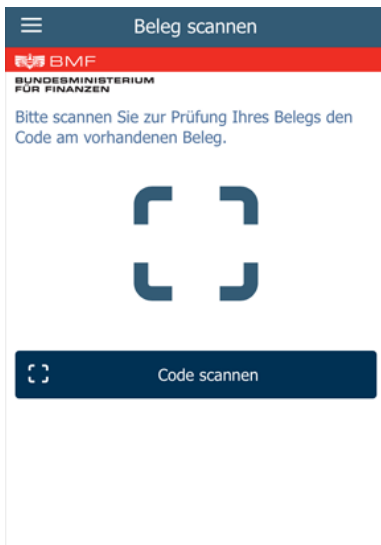 Beleg scannen
BMF
BUNDESMINISTERIUM
FÜR FINANZEN
Bitte scannen Sie zur Prüfung Ihres Belegs den
Code am vorhandenen Beleg.
Code scannen